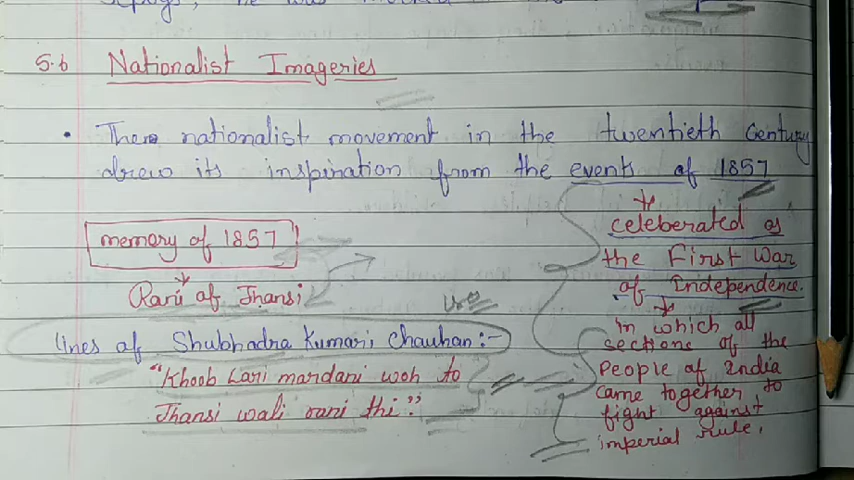 5.6 Nationalist Imageries
• The nationalist movement in the twentieth century
drew its inspiration from the events of 1857
celeberated as
the First War
of Independence.
in which all
sections of the
People of India
came together to
fight against
imperial rule.
memory of 1857
Rani of Jhansi
lines of Shubhadra Kumari Chauhan:-
"Khoob Lari mardani woh to
Jhansi wali rani thi."